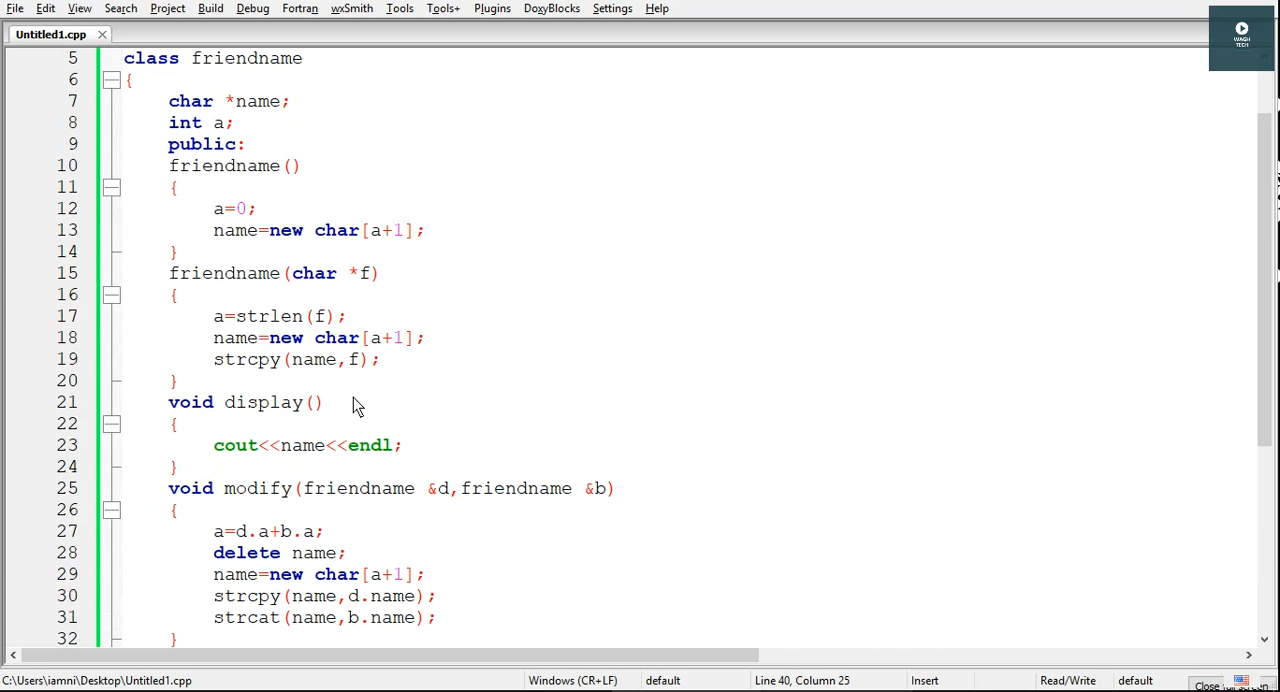 File Edit View Search Project Build Debug Fortran wxSmith Tools Tools+ Plugins DoxyBlocks Settings Help
Untitled1.cpp
WAGH
TECH
5 class friendname
6 {
7 char *name;
8 int a;
9 public:
10 friendname()
11 {
12 a=0;
13 name=new char[a+1];
14 }
15 friendname(char *f)
16 {
17 a=strlen(f);
18 name=new char[a+1];
19 strcpy(name,f);
20 }
21 void display()
22 {
23 cout<<name<<endl;
24 }
25 void modify(friendname &d,friendname &b)
26 {
27 a=d.a+b.a;
28 delete name;
29 name=new char[a+1];
30 strcpy(name,d.name);
31 strcat(name,b.name);
32 }
C:\Users\iamni\Desktop\Untitled1.cpp Windows (CR+LF) default Line 40, Column 25 Insert Read/Write default
Close full screen